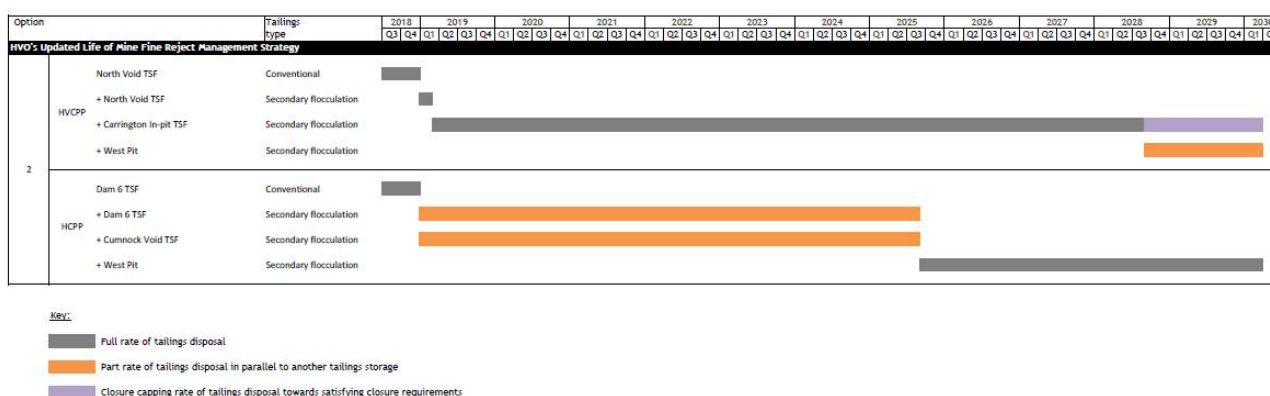 Option Tailings type 2018 2019 2020 2021 2022 2023 2024 2025 2026 2027 2028 2029 2030
Q3 Q4 Q1 Q2 Q3 Q4 Q1 Q2 Q3 Q4 Q1 Q2 Q3 Q4 Q1 Q2 Q3 Q4 Q1 Q2 Q3 Q4 Q1 Q2 Q3 Q4 Q1 Q2 Q3 Q4 Q1 Q2 Q3 Q4 Q1 Q2 Q3 Q4 Q1 Q2 Q3 Q4 Q1 Q2 Q3 Q4 Q1
HVO's Updated Life of Mine Fine Reject Management Strategy
2
HVCPP
North Void TSF Conventional
+ North Void TSF Secondary flocculation
+ Carrington In-pit TSF Secondary flocculation
+ West Pit Secondary flocculation
HCPP
Dam 6 TSF Conventional
+ Dam 6 TSF Secondary flocculation
+ Cumnock Void TSF Secondary flocculation
+ West Pit Secondary flocculation
Key:
Full rate of tailings disposal
Part rate of tailings disposal in parallel to another tailings storage
Closure capping rate of tailings disposal towards satisfying closure requirements